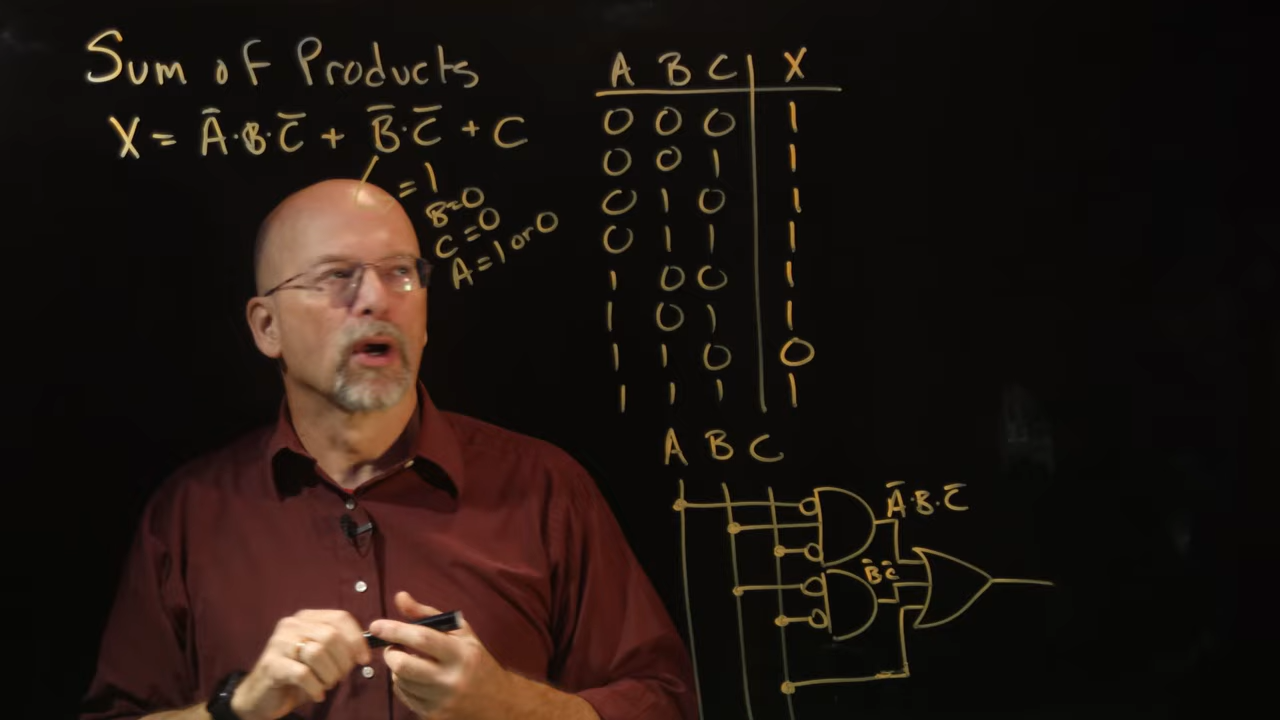 Sum of Products
X = A̅·B·C̅ + B̅·C̅ + C
= 1
B=0
C=0
A=1 or 0
A B C X
0 0 0 1
0 0 1 1
0 1 0 1
0 1 1 1
1 0 0 1
1 0 1 1
1 1 0 0
1 1 1 1
A B C
A̅·B·C̅
B̅C̅